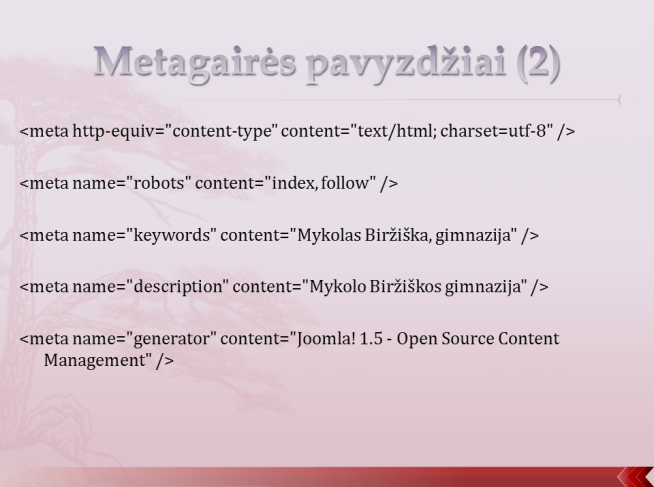 Metagairės pavyzdžiai (2)
<meta http-equiv="content-type" content="text/html; charset=utf-8" />
<meta name="robots" content="index, follow" />
<meta name="keywords" content="Mykolas Biržiška, gimnazija" />
<meta name="description" content="Mykolo Biržiškos gimnazija" />
<meta name="generator" content="Joomla! 1.5 - Open Source Content
Management" />